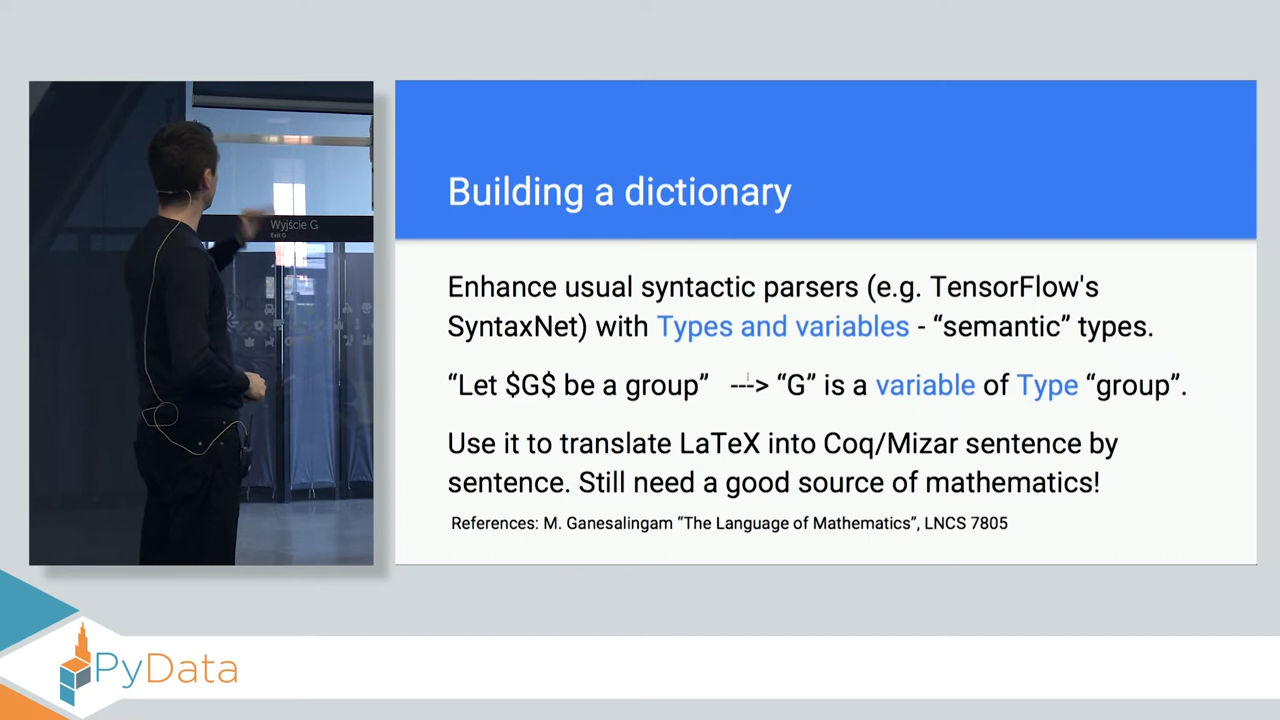 Wyjście G
Exit G
Building a dictionary
Enhance usual syntactic parsers (e.g. TensorFlow's
SyntaxNet) with Types and variables - “semantic” types.
“Let $G$ be a group” ---> “G” is a variable of Type “group”.
Use it to translate LaTeX into Coq/Mizar sentence by
sentence. Still need a good source of mathematics!
References: M. Ganesalingam “The Language of Mathematics”, LNCS 7805
PyData